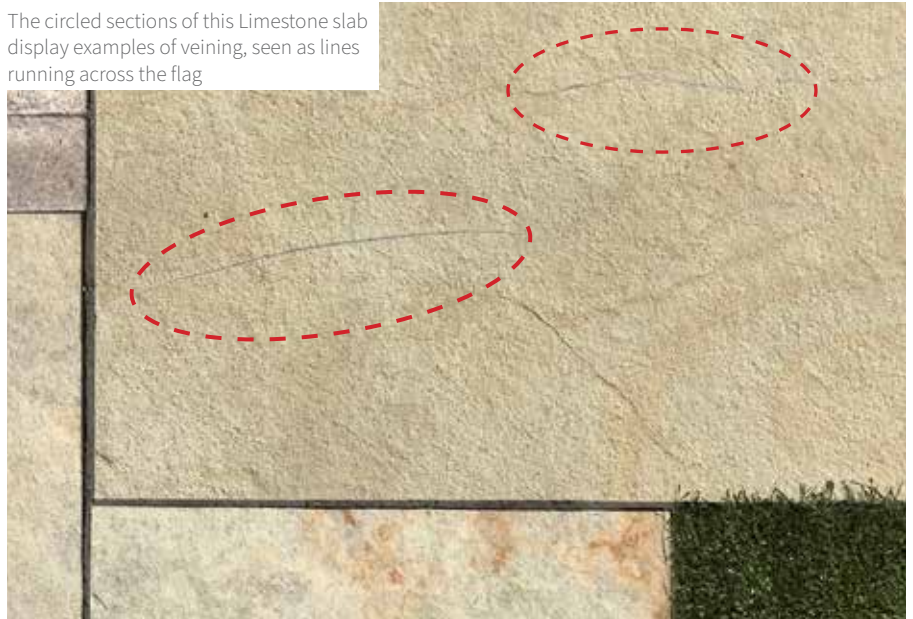 The circled sections of this Limestone slab
display examples of veining, seen as lines
running across the flag